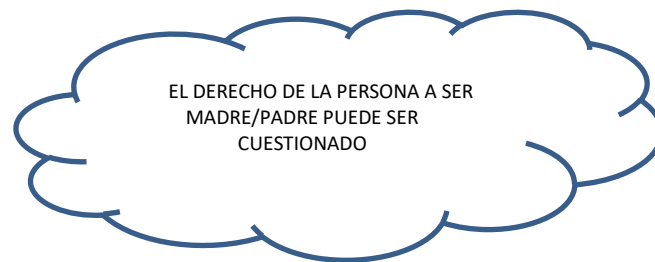 EL DERECHO DE LA PERSONA A SER
MADRE/PADRE PUEDE SER
CUESTIONADO